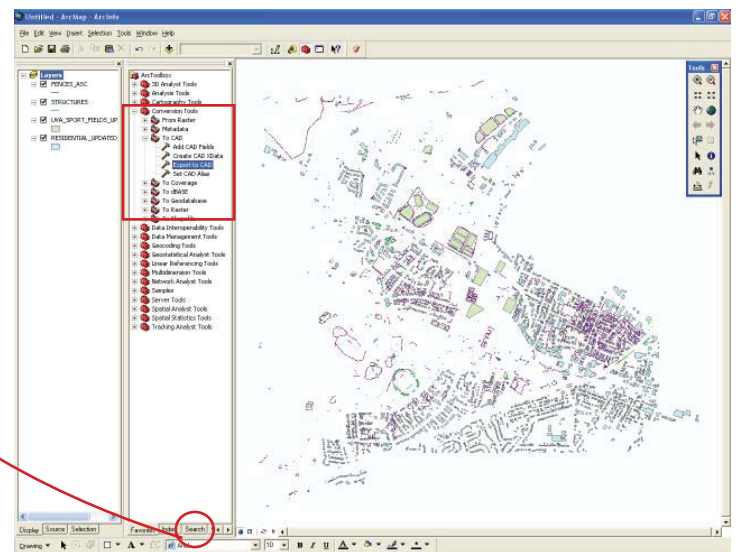 Untitled - ArcMap - ArcInfo
File Edit View Insert Selection Tools Window Help
Layers
FENCES_ASC
STRUCTURES
UVA_SPORT_FIELDS_UP
RESIDENTIAL_UPDATED
ArcToolbox
3D Analyst Tools
Analysis Tools
Cartography Tools
Conversion Tools
From Raster
Metadata
To CAD
Add CAD Fields
Create CAD XData
Export to CAD
Set CAD Alias
To Coverage
To dBASE
To Geodatabase
To Raster
To Shapefile
Data Interoperability Tools
Data Management Tools
Geocoding Tools
Geostatistical Analyst Tools
Linear Referencing Tools
Multidimension Tools
Network Analyst Tools
Samples
Server Tools
Spatial Analyst Tools
Spatial Statistics Tools
Tracking Analyst Tools
Tools
Display Source Selection
Favorites Index Search
Drawing A Arial 10 B I U A